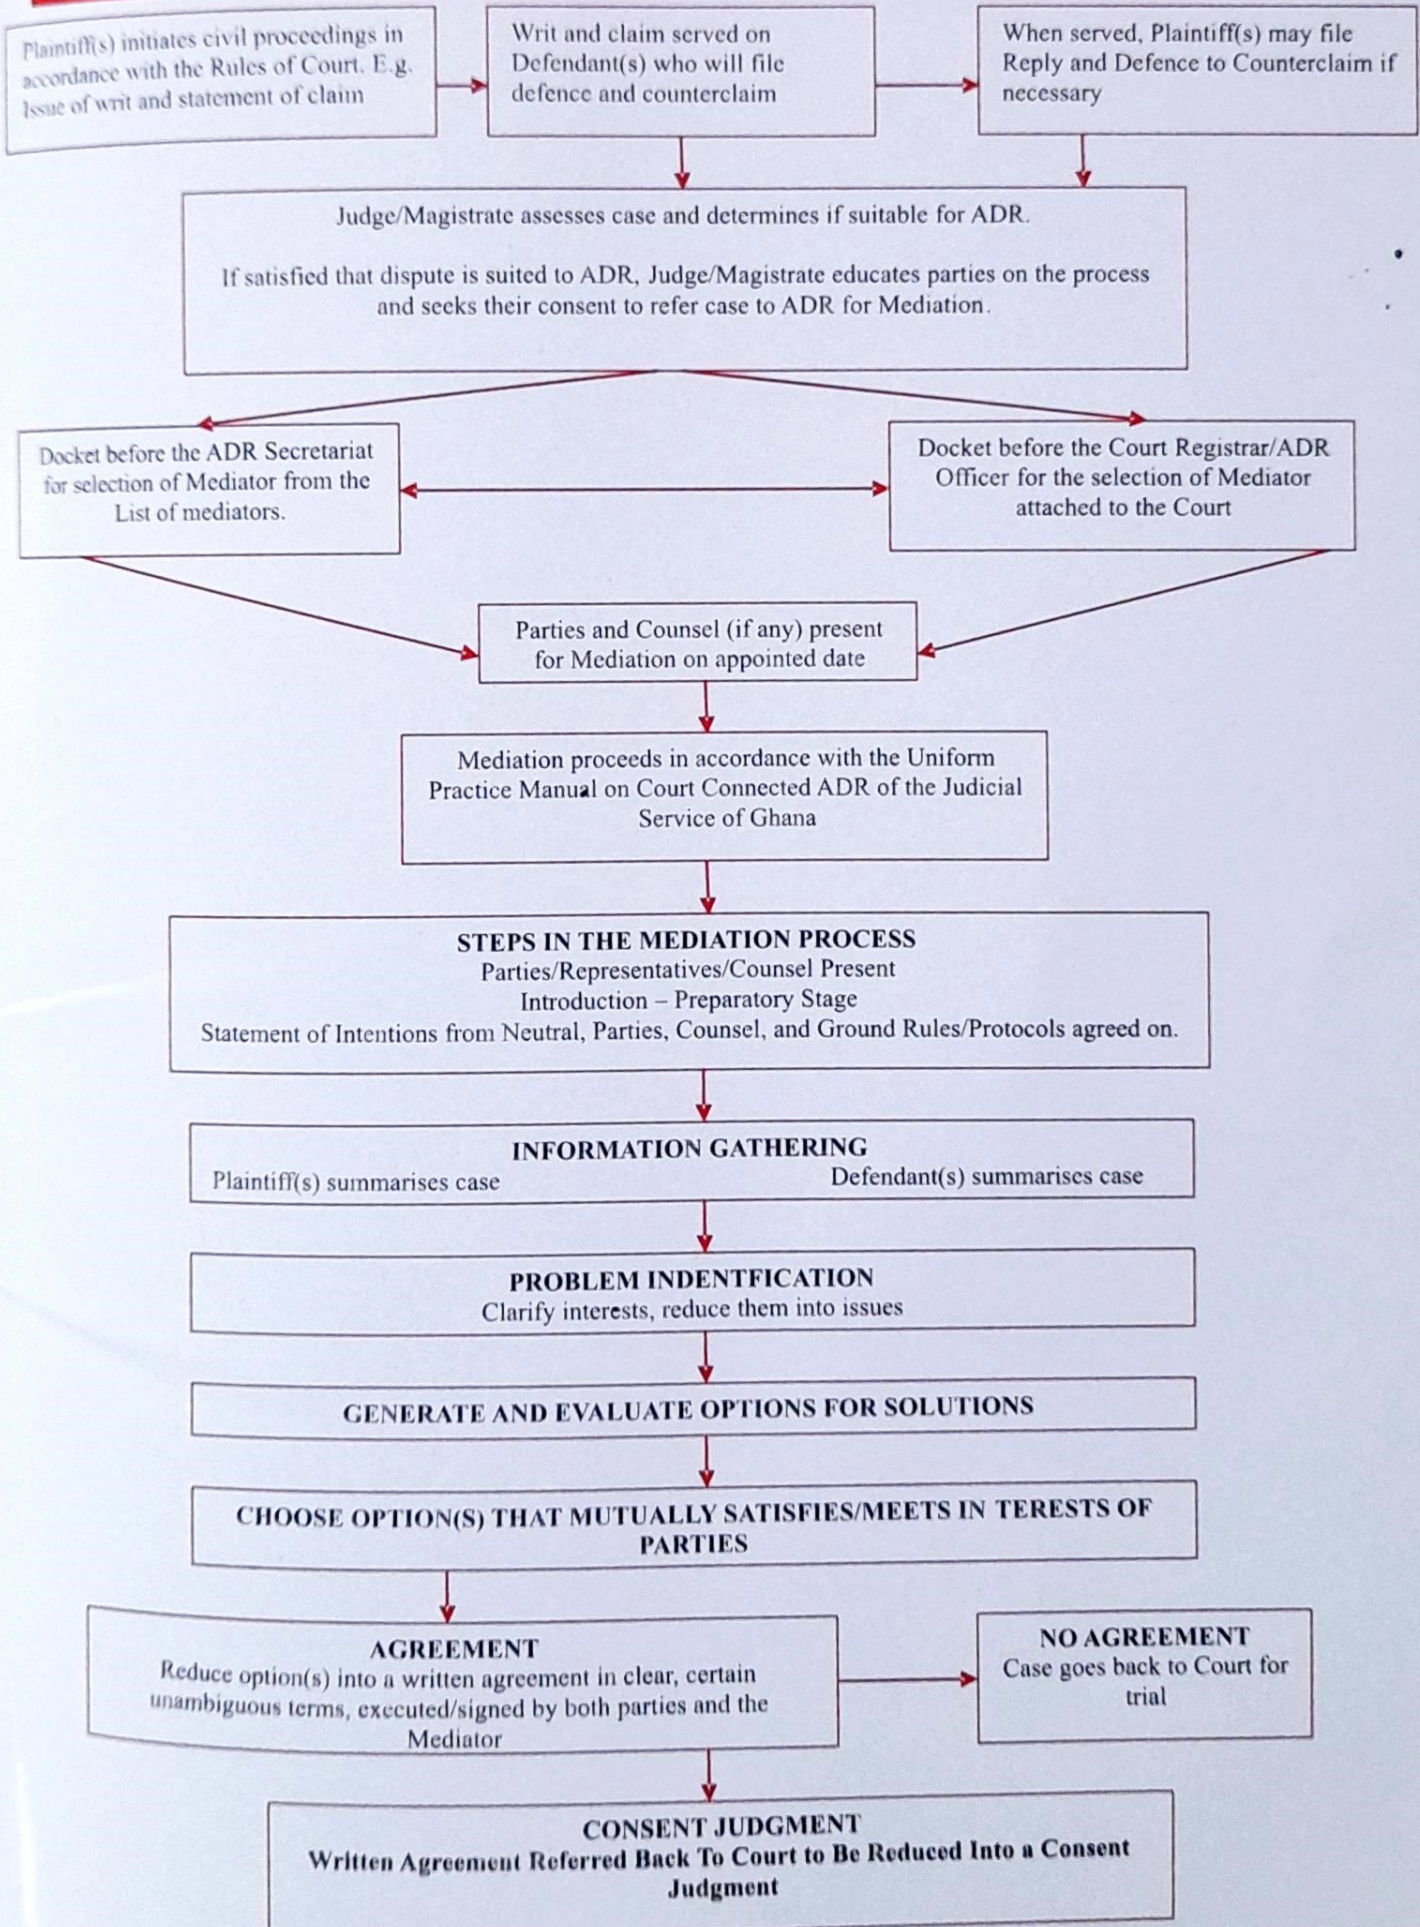 Plaintiff(s) initiates civil proceedings in
accordance with the Rules of Court. E.g.
Issue of writ and statement of claim
Writ and claim served on
Defendant(s) who will file
defence and counterclaim
When served, Plaintiff(s) may file
Reply and Defence to Counterclaim if
necessary
Judge/Magistrate assesses case and determines if suitable for ADR.
If satisfied that dispute is suited to ADR, Judge/Magistrate educates parties on the process
and seeks their consent to refer case to ADR for Mediation.
Docket before the ADR Secretariat
for selection of Mediator from the
List of mediators.
Docket before the Court Registrar/ADR
Officer for the selection of Mediator
attached to the Court
Parties and Counsel (if any) present
for Mediation on appointed date
Mediation proceeds in accordance with the Uniform
Practice Manual on Court Connected ADR of the Judicial
Service of Ghana
STEPS IN THE MEDIATION PROCESS
Parties/Representatives/Counsel Present
Introduction – Preparatory Stage
Statement of Intentions from Neutral, Parties, Counsel, and Ground Rules/Protocols agreed on.
INFORMATION GATHERING
Plaintiff(s) summarises case
Defendant(s) summarises case
PROBLEM INDENTFICATION
Clarify interests, reduce them into issues
GENERATE AND EVALUATE OPTIONS FOR SOLUTIONS
CHOOSE OPTION(S) THAT MUTUALLY SATISFIES/MEETS IN TERESTS OF
PARTIES
AGREEMENT
Reduce option(s) into a written agreement in clear, certain
unambiguous terms, executed/signed by both parties and the
Mediator
NO AGREEMENT
Case goes back to Court for
trial
CONSENT JUDGMENT
Written Agreement Referred Back To Court to Be Reduced Into a Consent
Judgment